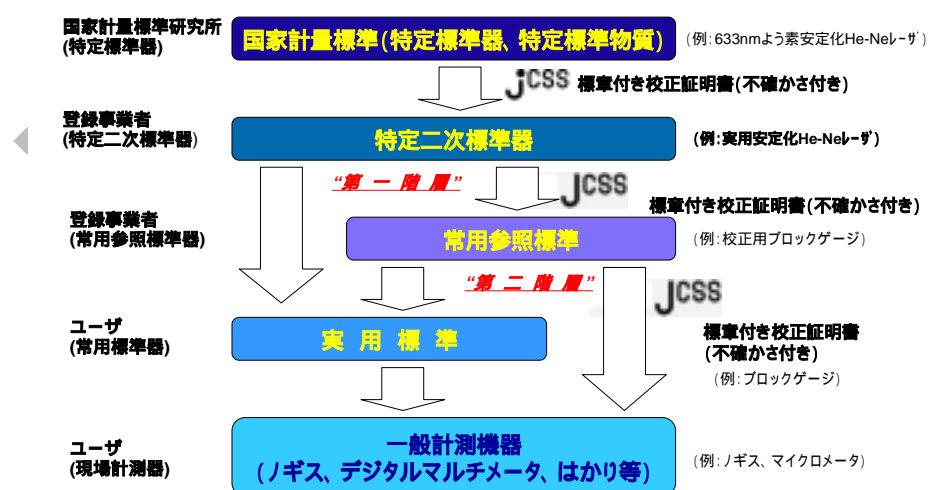 国家計量標準研究所
(特定標準器)
国家計量標準(特定標準器、特定標準物質)
(例:633nmよう素安定化He-Neレーザ)
jCSS 標章付き校正証明書(不確かさ付き)
登録事業者
(特定二次標準器)
特定二次標準器
(例:実用安定化He-Neレーザ)
“第一階層”
JCSS
標章付き校正証明書(不確かさ付き)
登録事業者
(常用参照標準器)
常用参照標準
(例:校正用ブロックゲージ)
“第二階層”
JCSS
ユーザ
(常用標準器)
実用標準
標章付き校正証明書
(不確かさ付き)
(例:ブロックゲージ)
ユーザ
(現場計測器)
一般計測機器
(ノギス、デジタルマルチメータ、はかり等)
(例:ノギス、マイクロメータ)